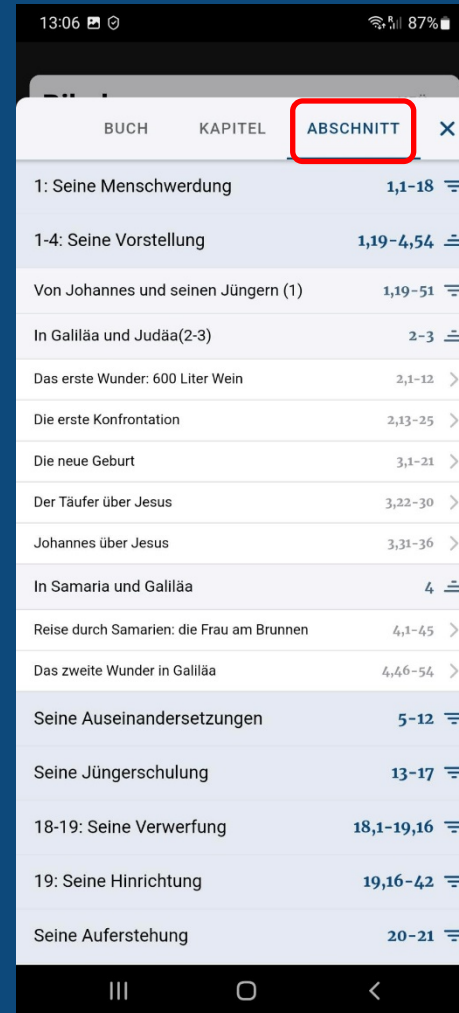 13:06 87%
BUCH KAPITEL ABSCHNITT ×
1: Seine Menschwerdung 1,1-18
1-4: Seine Vorstellung 1,19-4,54
Von Johannes und seinen Jüngern (1) 1,19-51
In Galiläa und Judäa(2-3) 2-3
Das erste Wunder: 600 Liter Wein 2,1-12
Die erste Konfrontation 2,13-25
Die neue Geburt 3,1-21
Der Täufer über Jesus 3,22-30
Johannes über Jesus 3,31-36
In Samaria und Galiläa 4
Reise durch Samarien: die Frau am Brunnen 4,1-45
Das zweite Wunder in Galiläa 4,46-54
Seine Auseinandersetzungen 5-12
Seine Jüngerschulung 13-17
18-19: Seine Verwerfung 18,1-19,16
19: Seine Hinrichtung 19,16-42
Seine Auferstehung 20-21